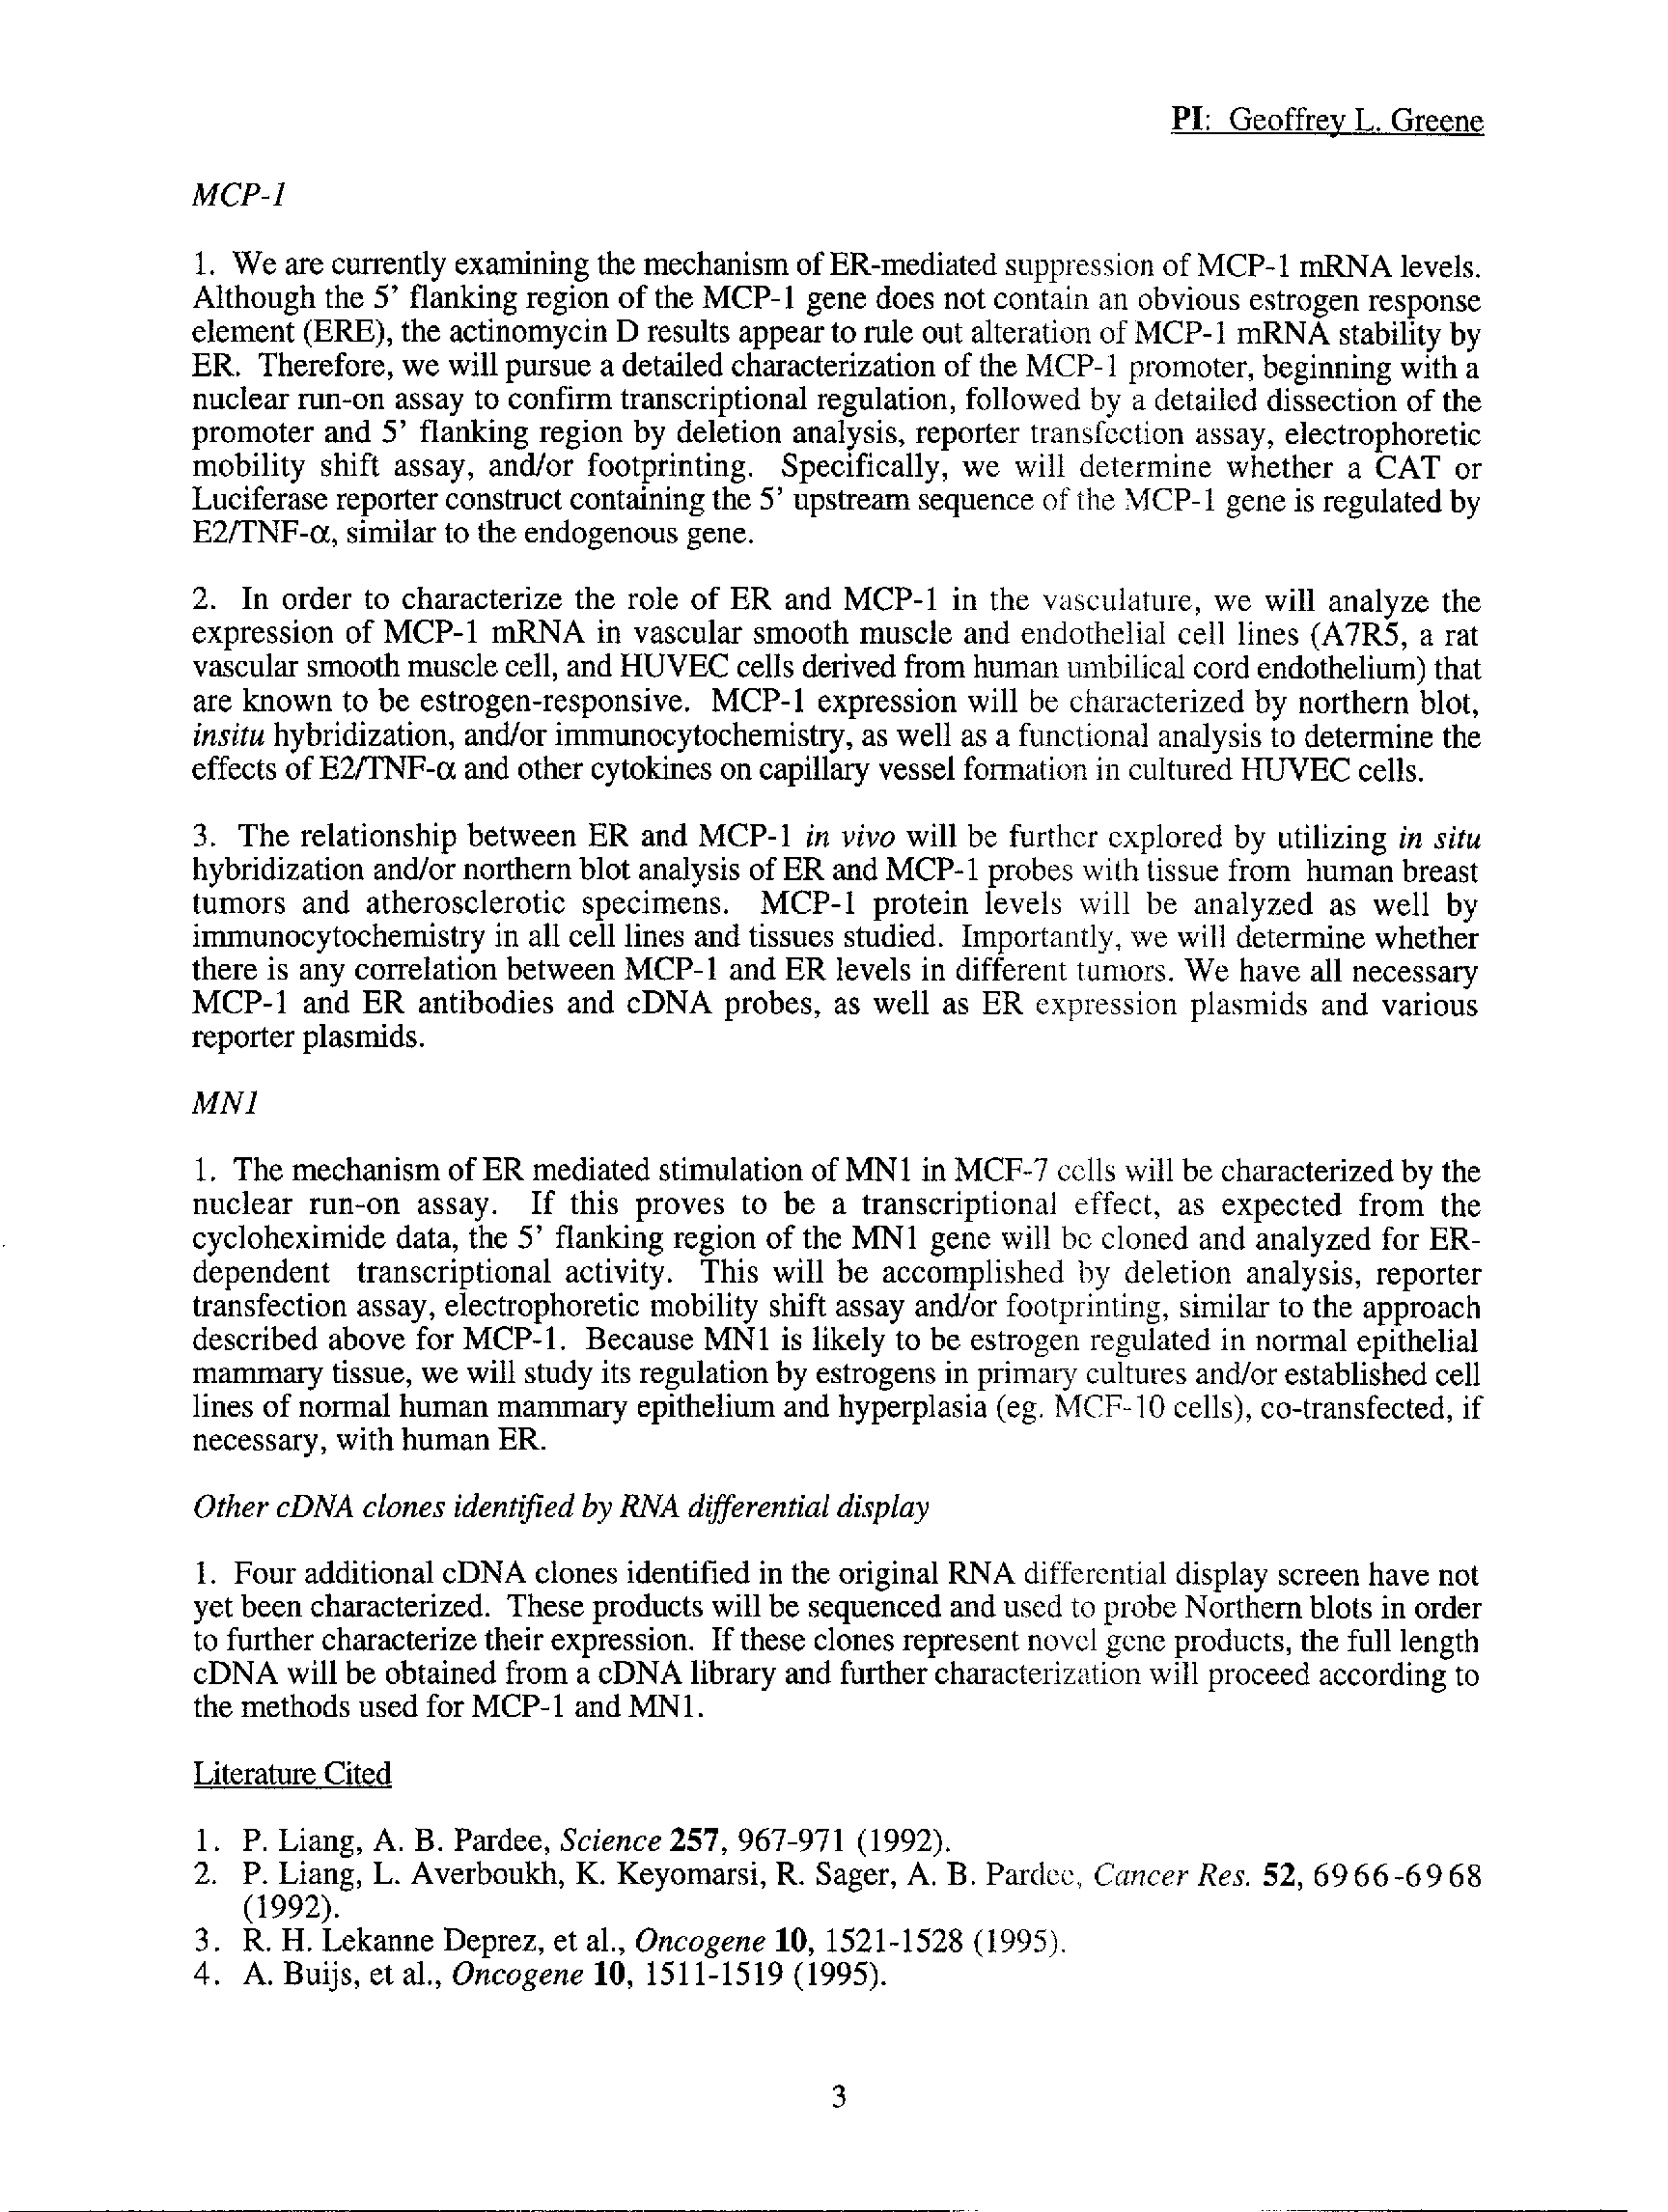 PI: Geoffrey L. Greene
MCP-1
1. We are currently examining the mechanism of ER-mediated suppression of MCP-1 mRNA levels.
Although the 5’ flanking region of the MCP-1 gene does not contain an obvious estrogen response
element (ERE), the actinomycin D results appear to rule out alteration of MCP-1 mRNA stability by
ER. Therefore, we will pursue a detailed characterization of the MCP-1 promoter, beginning with a
nuclear run-on assay to confirm transcriptional regulation, followed by a detailed dissection of the
promoter and 5’ flanking region by deletion analysis, reporter transfection assay, electrophoretic
mobility shift assay, and/or footprinting. Specifically, we will determine whether a CAT or
Luciferase reporter construct containing the 5’ upstream sequence of the MCP-1 gene is regulated by
E2/TNF-α, similar to the endogenous gene.
2. In order to characterize the role of ER and MCP-1 in the vasculature, we will analyze the
expression of MCP-1 mRNA in vascular smooth muscle and endothelial cell lines (A7R5, a rat
vascular smooth muscle cell, and HUVEC cells derived from human umbilical cord endothelium) that
are known to be estrogen-responsive. MCP-1 expression will be characterized by northern blot,
insitu hybridization, and/or immunocytochemistry, as well as a functional analysis to determine the
effects of E2/TNF-α and other cytokines on capillary vessel formation in cultured HUVEC cells.
3. The relationship between ER and MCP-1 in vivo will be further explored by utilizing in situ
hybridization and/or northern blot analysis of ER and MCP-1 probes with tissue from human breast
tumors and atherosclerotic specimens. MCP-1 protein levels will be analyzed as well by
immunocytochemistry in all cell lines and tissues studied. Importantly, we will determine whether
there is any correlation between MCP-1 and ER levels in different tumors. We have all necessary
MCP-1 and ER antibodies and cDNA probes, as well as ER expression plasmids and various
reporter plasmids.
MN1
1. The mechanism of ER mediated stimulation of MN1 in MCF-7 cells will be characterized by the
nuclear run-on assay. If this proves to be a transcriptional effect, as expected from the
cycloheximide data, the 5’ flanking region of the MN1 gene will be cloned and analyzed for ER-
dependent transcriptional activity. This will be accomplished by deletion analysis, reporter
transfection assay, electrophoretic mobility shift assay and/or footprinting, similar to the approach
described above for MCP-1. Because MN1 is likely to be estrogen regulated in normal epithelial
mammary tissue, we will study its regulation by estrogens in primary cultures and/or established cell
lines of normal human mammary epithelium and hyperplasia (eg. MCF-10 cells), co-transfected, if
necessary, with human ER.
Other cDNA clones identified by RNA differential display
1. Four additional cDNA clones identified in the original RNA differential display screen have not
yet been characterized. These products will be sequenced and used to probe Northern blots in order
to further characterize their expression. If these clones represent novel gene products, the full length
cDNA will be obtained from a cDNA library and further characterization will proceed according to
the methods used for MCP-1 and MN1.
Literature Cited
1. P. Liang, A. B. Pardee, Science 257, 967-971 (1992).
2. P. Liang, L. Averboukh, K. Keyomarsi, R. Sager, A. B. Pardee, Cancer Res. 52, 6966-6968
(1992).
3. R. H. Lekanne Deprez, et al., Oncogene 10, 1521-1528 (1995).
4. A. Buijs, et al., Oncogene 10, 1511-1519 (1995).
3